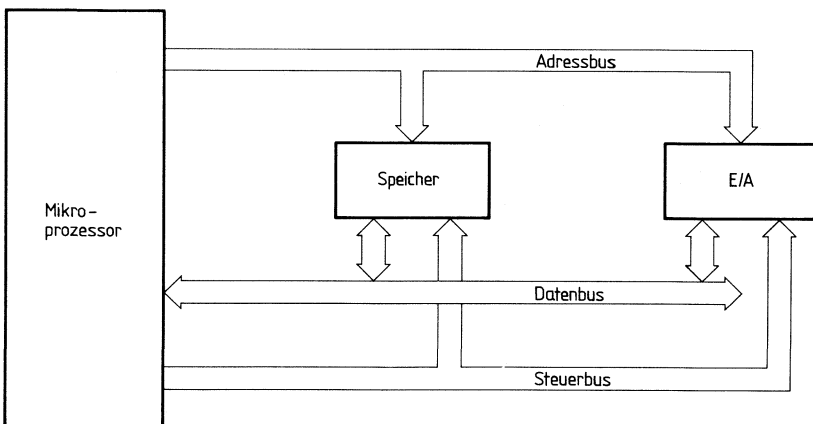 Adressbus
Speicher
E/A
Mikro-
prozessor
Datenbus
Steuerbus